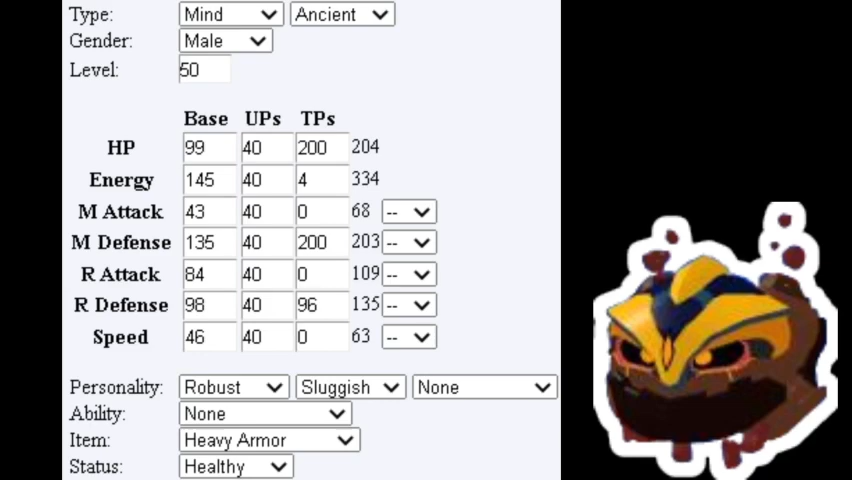 Type: Mind Ancient
Gender: Male
Level: 50
Base UPs TPs
HP 99 40 200 204
Energy 145 40 4 334
M Attack 43 40 0 68 --
M Defense 135 40 200 203 --
R Attack 84 40 0 109 --
R Defense 98 40 96 135 --
Speed 46 40 0 63 --
Personality: Robust Sluggish None
Ability: None
Item: Heavy Armor
Status: Healthy